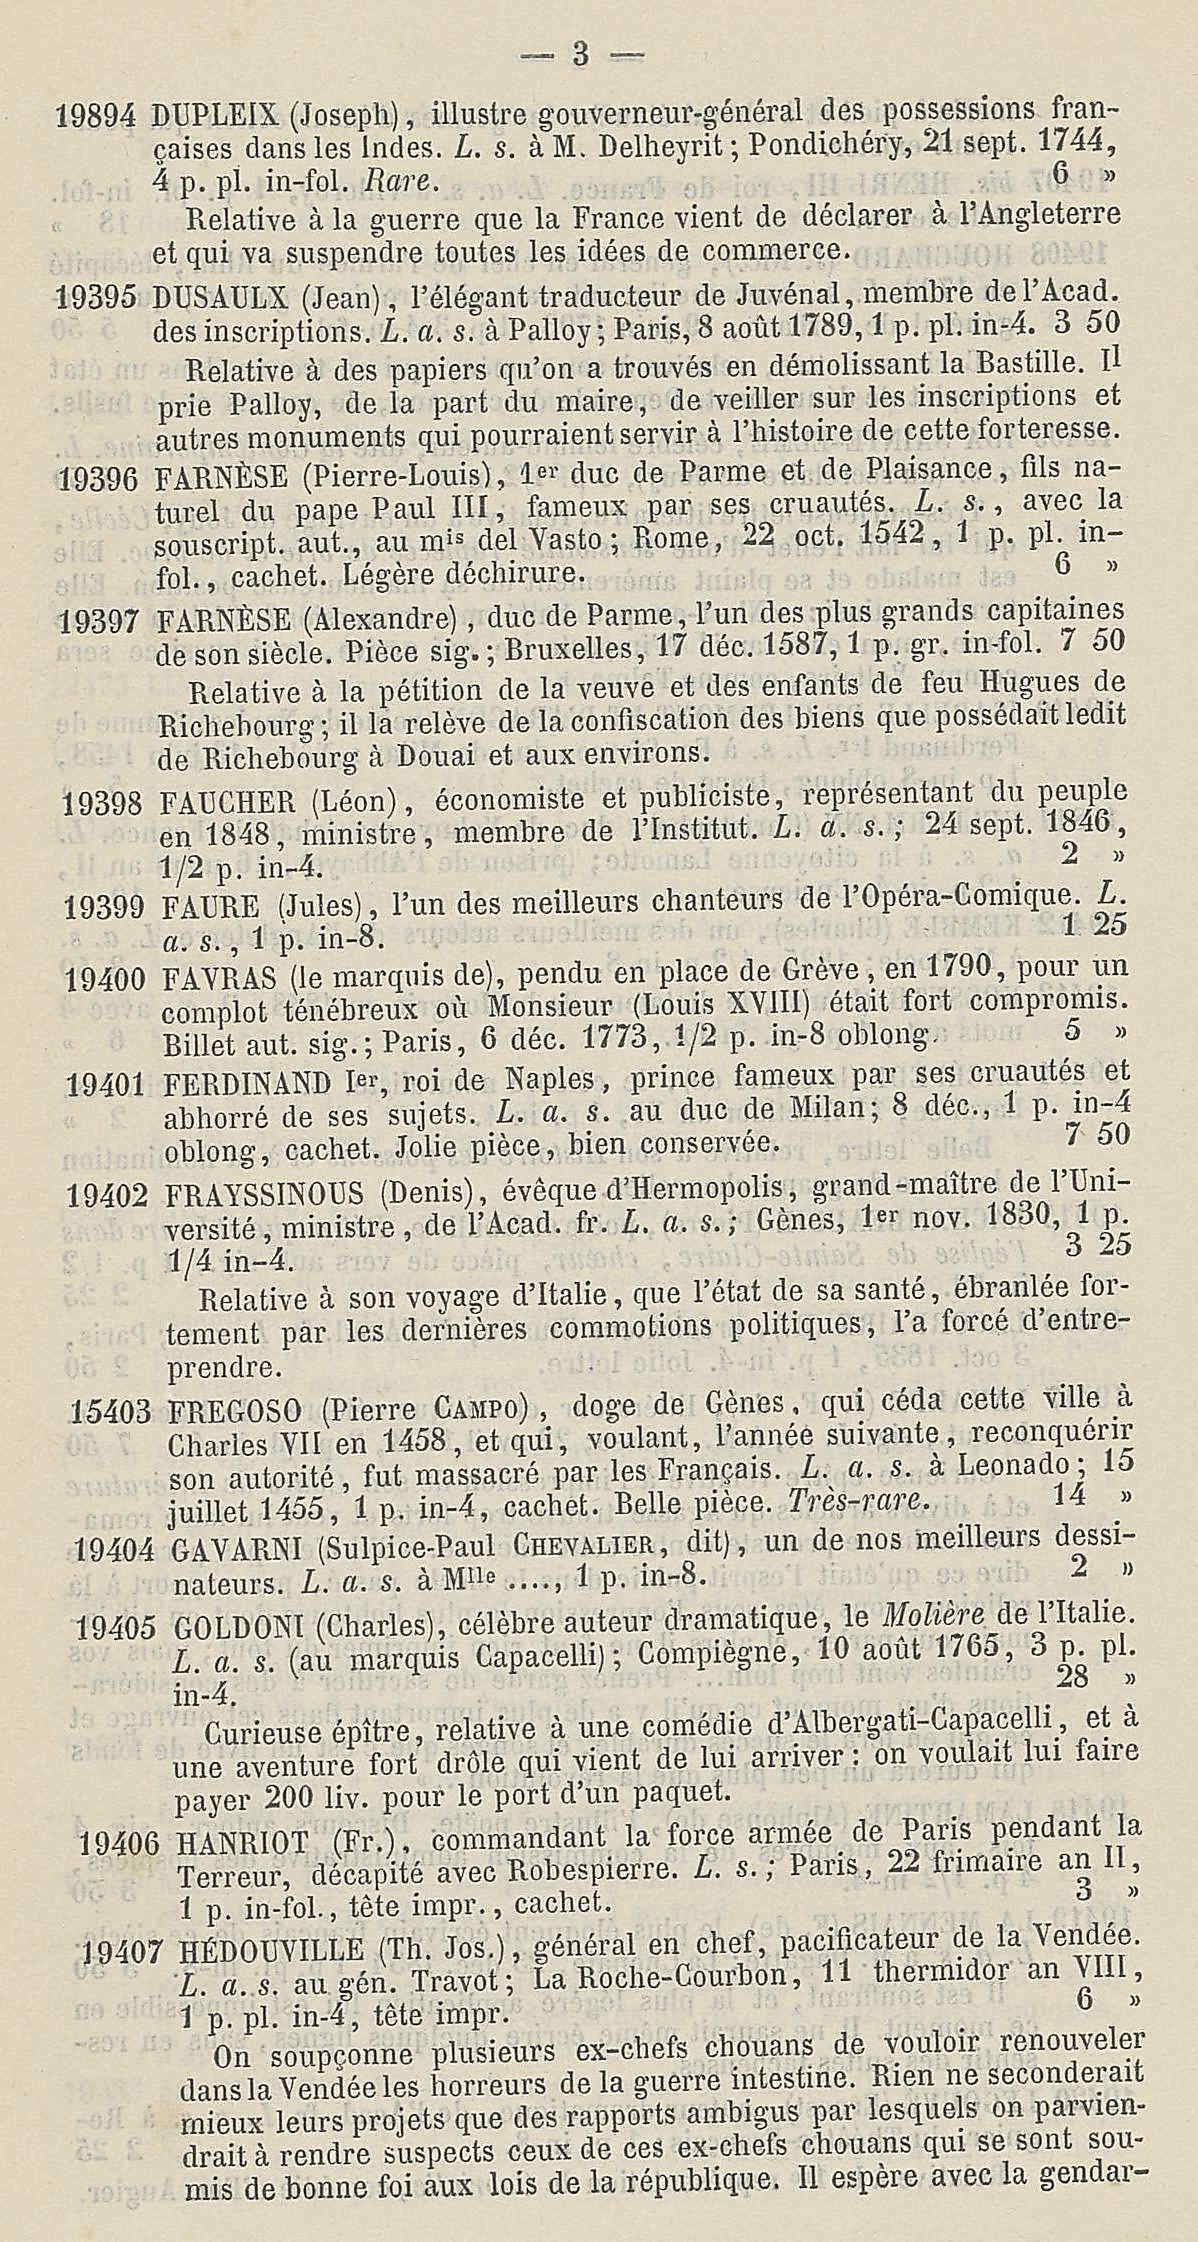 — 3 —
19894 DUPLEIX (Joseph), illustre gouverneur-général des possessions fran-
çaises dans les Indes. L. s. à M. Delheyrit; Pondichéry, 21 sept. 1744,
4 p. pl. in-fol. Rare. 6 »
Relative à la guerre que la France vient de déclarer à l'Angleterre
et qui va suspendre toutes les idées de commerce.
19395 DUSAULX (Jean), l'élégant traducteur de Juvénal, membre de l'Acad.
des inscriptions. L. a. s. à Palloy; Paris, 8 août 1789, 1 p. pl. in-4. 3 50
Relative à des papiers qu'on a trouvés en démolissant la Bastille. Il
prie Palloy, de la part du maire, de veiller sur les inscriptions et
autres monuments qui pourraient servir à l'histoire de cette forteresse.
19396 FARNÈSE (Pierre-Louis), 1er duc de Parme et de Plaisance, fils na-
turel du pape Paul III, fameux par ses cruautés. L. s., avec la
souscript. aut., au mis del Vasto; Rome, 22 oct. 1542, 1 p. pl. in-
fol., cachet. Légère déchirure. 6 »
19397 FARNÈSE (Alexandre), duc de Parme, l'un des plus grands capitaines
de son siècle. Pièce sig.; Bruxelles, 17 déc. 1587, 1 p. gr. in-fol. 7 50
Relative à la pétition de la veuve et des enfants de feu Hugues de
Richebourg; il la relève de la confiscation des biens que possédait ledit
de Richebourg à Douai et aux environs.
19398 FAUCHER (Léon), économiste et publiciste, représentant du peuple
en 1848, ministre, membre de l'Institut. L. a. s.; 24 sept. 1846,
1/2 p. in-4. 2 »
19399 FAURE (Jules), l'un des meilleurs chanteurs de l'Opéra-Comique. L.
a. s., 1 p. in-8. 1 25
19400 FAVRAS (le marquis de), pendu en place de Grève, en 1790, pour un
complot ténébreux où Monsieur (Louis XVIII) était fort compromis.
Billet aut. sig.; Paris, 6 déc. 1773, 1/2 p. in-8 oblong. 5 »
19401 FERDINAND Ier, roi de Naples, prince fameux par ses cruautés et
abhorré de ses sujets. L. a. s. au duc de Milan; 8 déc., 1 p. in-4
oblong, cachet. Jolie pièce, bien conservée. 7 50
19402 FRAYSSINOUS (Denis), évêque d'Hermopolis, grand-maître de l'Uni-
versité, ministre, de l'Acad. fr. L. a. s.; Gènes, 1er nov. 1830, 1 p.
1/4 in-4. 3 25
Relative à son voyage d'Italie, que l'état de sa santé, ébranlée for-
tement par les dernières commotions politiques, l'a forcé d'entre-
prendre.
15403 FREGOSO (Pierre CAMPO), doge de Gènes, qui céda cette ville à
Charles VII en 1458, et qui, voulant, l'année suivante, reconquérir
son autorité, fut massacré par les Français. L. a. s. à Leonado; 15
juillet 1455, 1 p. in-4, cachet. Belle pièce. Très-rare. 14 »
19404 GAVARNI (Sulpice-Paul CHEVALIER, dit), un de nos meilleurs dessi-
nateurs. L. a. s. à Mlle ...., 1 p. in-8. 2 »
19405 GOLDONI (Charles), célèbre auteur dramatique, le Molière de l'Italie.
L. a. s. (au marquis Capacelli); Compiègne, 10 août 1765, 3 p. pl.
in-4. 28 »
Curieuse épître, relative à une comédie d'Albergati-Capacelli, et à
une aventure fort drôle qui vient de lui arriver : on voulait lui faire
payer 200 liv. pour le port d'un paquet.
19406 HANRIOT (Fr.), commandant la force armée de Paris pendant la
Terreur, décapité avec Robespierre. L. s.; Paris, 22 frimaire an II,
1 p. in-fol., tête impr., cachet. 3 »
19407 HÉDOUVILLE (Th. Jos.), général en chef, pacificateur de la Vendée.
L. a. s. au gén. Travot; La Roche-Courbon, 11 thermidor an VIII,
1 p. pl. in-4, tête impr. 6 »
On soupçonne plusieurs ex-chefs chouans de vouloir renouveler
dans la Vendée les horreurs de la guerre intestine. Rien ne seconderait
mieux leurs projets que des rapports ambigus par lesquels on parvien-
drait à rendre suspects ceux de ces ex-chefs chouans qui se sont sou-
mis de bonne foi aux lois de la république. Il espère avec la gendar-